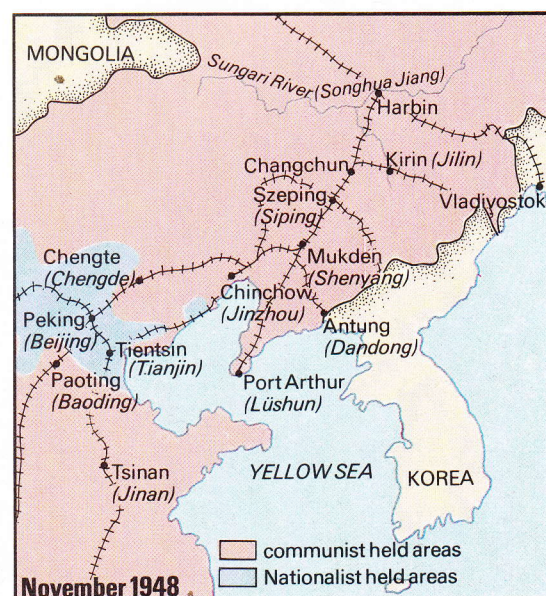 MONGOLIA
Sungari River (Songhua Jiang)
Harbin
Changchun
Kirin (Jilin)
Szeping
(Siping)
Vladivostok
Mukden
(Shenyang)
Chengte
(Chengde)
Chinchow
(Jinzhou)
Antung
(Dandong)
Peking
(Beijing)
Tientsin
(Tianjin)
Paoting
(Baoding)
Port Arthur
(Lüshun)
Tsinan
(Jinan)
YELLOW SEA
KOREA
communist held areas
Nationalist held areas
November 1948